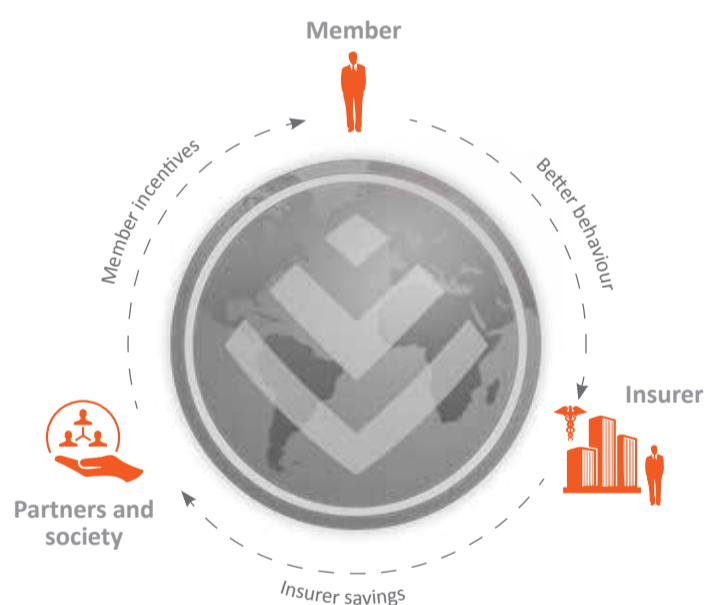 Member
Member incentives
Better behaviour
Insurer
Partners and
society
Insurer savings